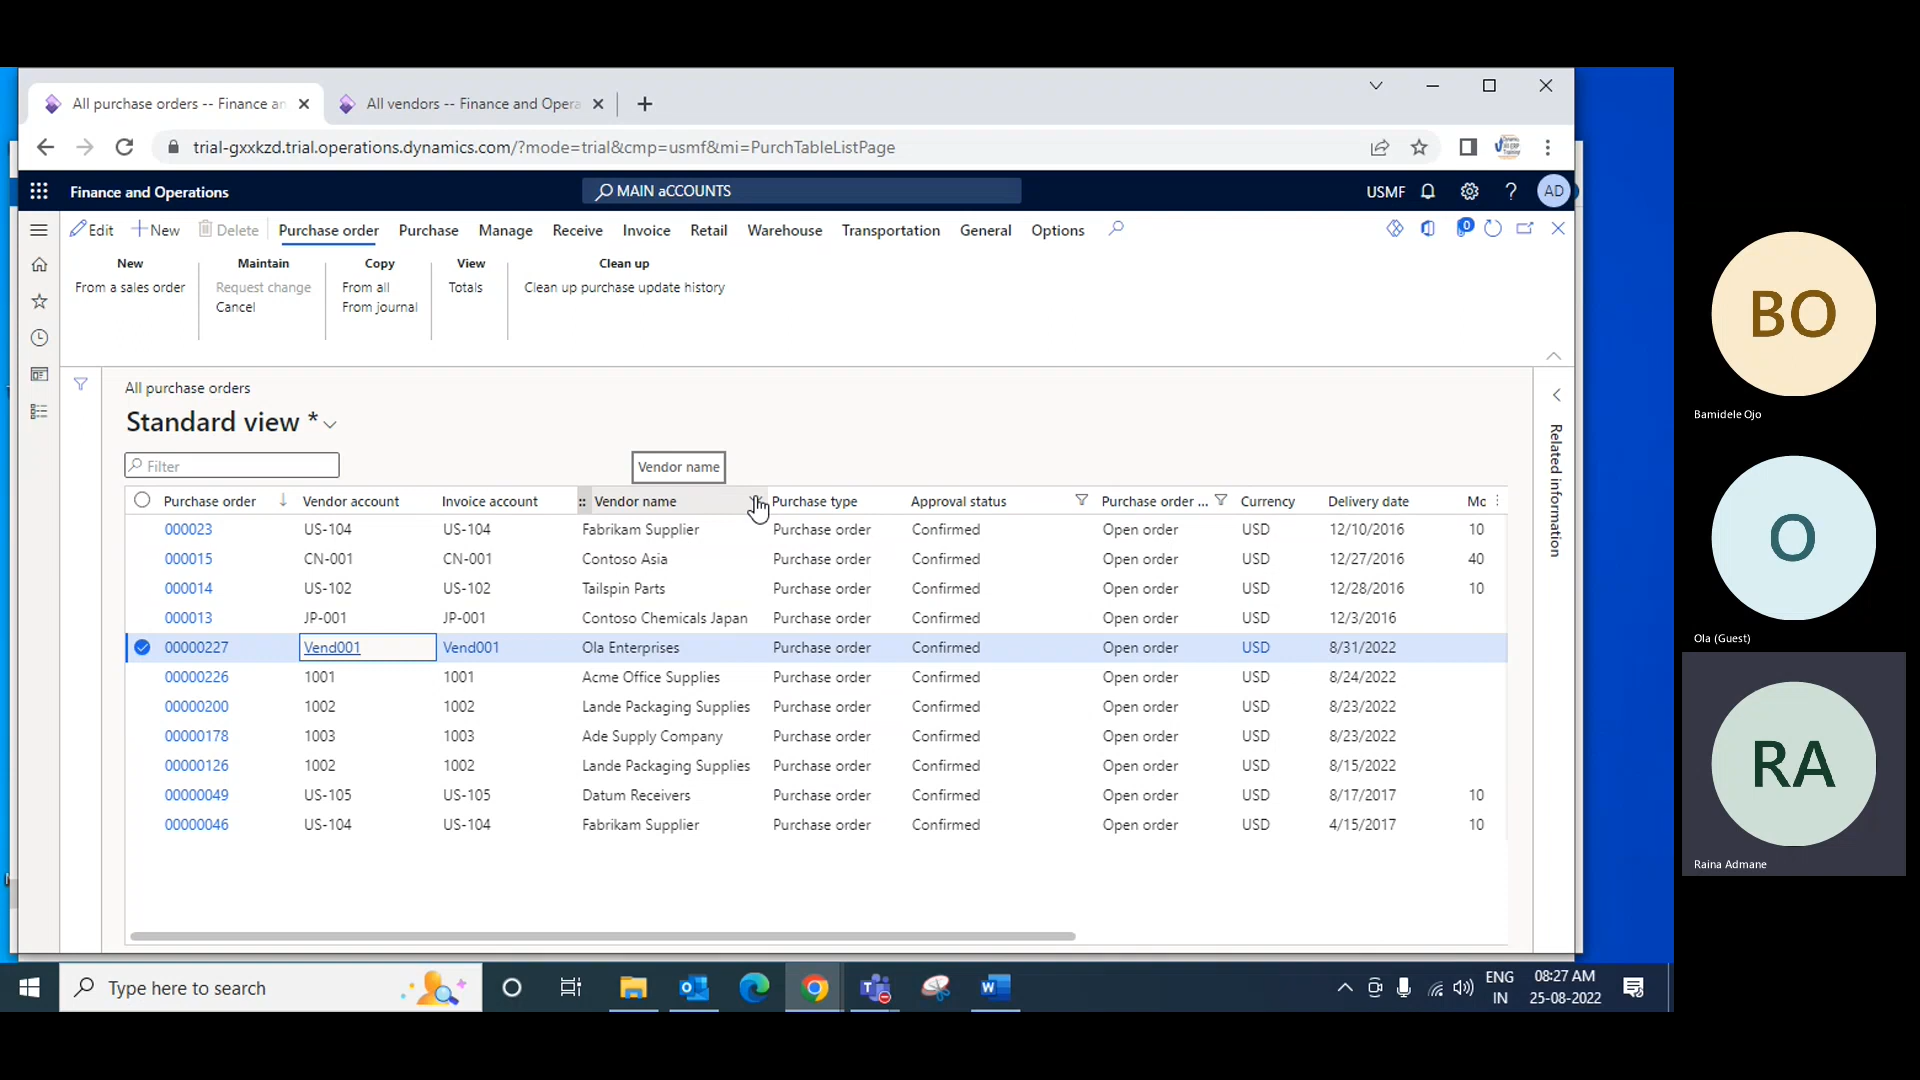 All purchase orders -- Finance an
All vendors -- Finance and Opera
trial-gxxkzd.trial.operations.dynamics.com/?mode=trial&cmp=usmf&mi=PurchTableListPage
Finance and Operations
MAIN aCCOUNTS
USMF
AD
Edit New Delete Purchase order Purchase Manage Receive Invoice Retail Warehouse Transportation General Options
0
New Maintain Copy View Clean up
From a sales order Request change From all Totals Clean up purchase update history
Cancel From journal
All purchase orders
Standard view *
Filter
Vendor name
Purchase order Vendor account Invoice account Vendor name Purchase type Approval status Purchase order ... Currency Delivery date Mc
000023 US-104 US-104 Fabrikam Supplier Purchase order Confirmed Open order USD 12/10/2016 10
000015 CN-001 CN-001 Contoso Asia Purchase order Confirmed Open order USD 12/27/2016 40
000014 US-102 US-102 Tailspin Parts Purchase order Confirmed Open order USD 12/28/2016 10
000013 JP-001 JP-001 Contoso Chemicals Japan Purchase order Confirmed Open order USD 12/3/2016
00000227 Vend001 Vend001 Ola Enterprises Purchase order Confirmed Open order USD 8/31/2022
00000226 1001 1001 Acme Office Supplies Purchase order Confirmed Open order USD 8/24/2022
00000200 1002 1002 Lande Packaging Supplies Purchase order Confirmed Open order USD 8/23/2022
00000178 1003 1003 Ade Supply Company Purchase order Confirmed Open order USD 8/23/2022
00000126 1002 1002 Lande Packaging Supplies Purchase order Confirmed Open order USD 8/15/2022
00000049 US-105 US-105 Datum Receivers Purchase order Confirmed Open order USD 8/17/2017 10
00000046 US-104 US-104 Fabrikam Supplier Purchase order Confirmed Open order USD 4/15/2017 10
Related information
BO
Bamidele Ojo
O
Ola (Guest)
RA
Raina Admane
Type here to search
ENG
IN
08:27 AM
25-08-2022